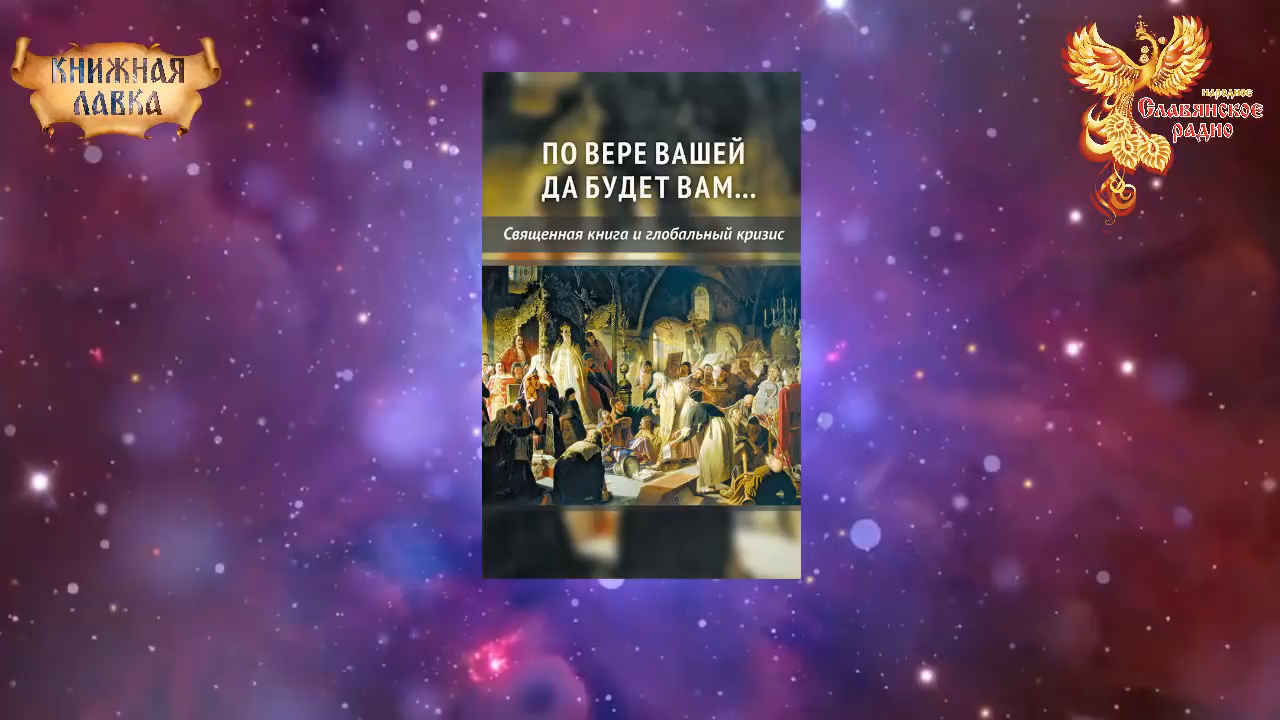 КНИЖНАЯ
ЛАВКА
народное
Славянское
радио
ПО ВЕРЕ ВАШЕЙ
ДА БУДЕТ ВАМ...
Священная книга и глобальный кризис